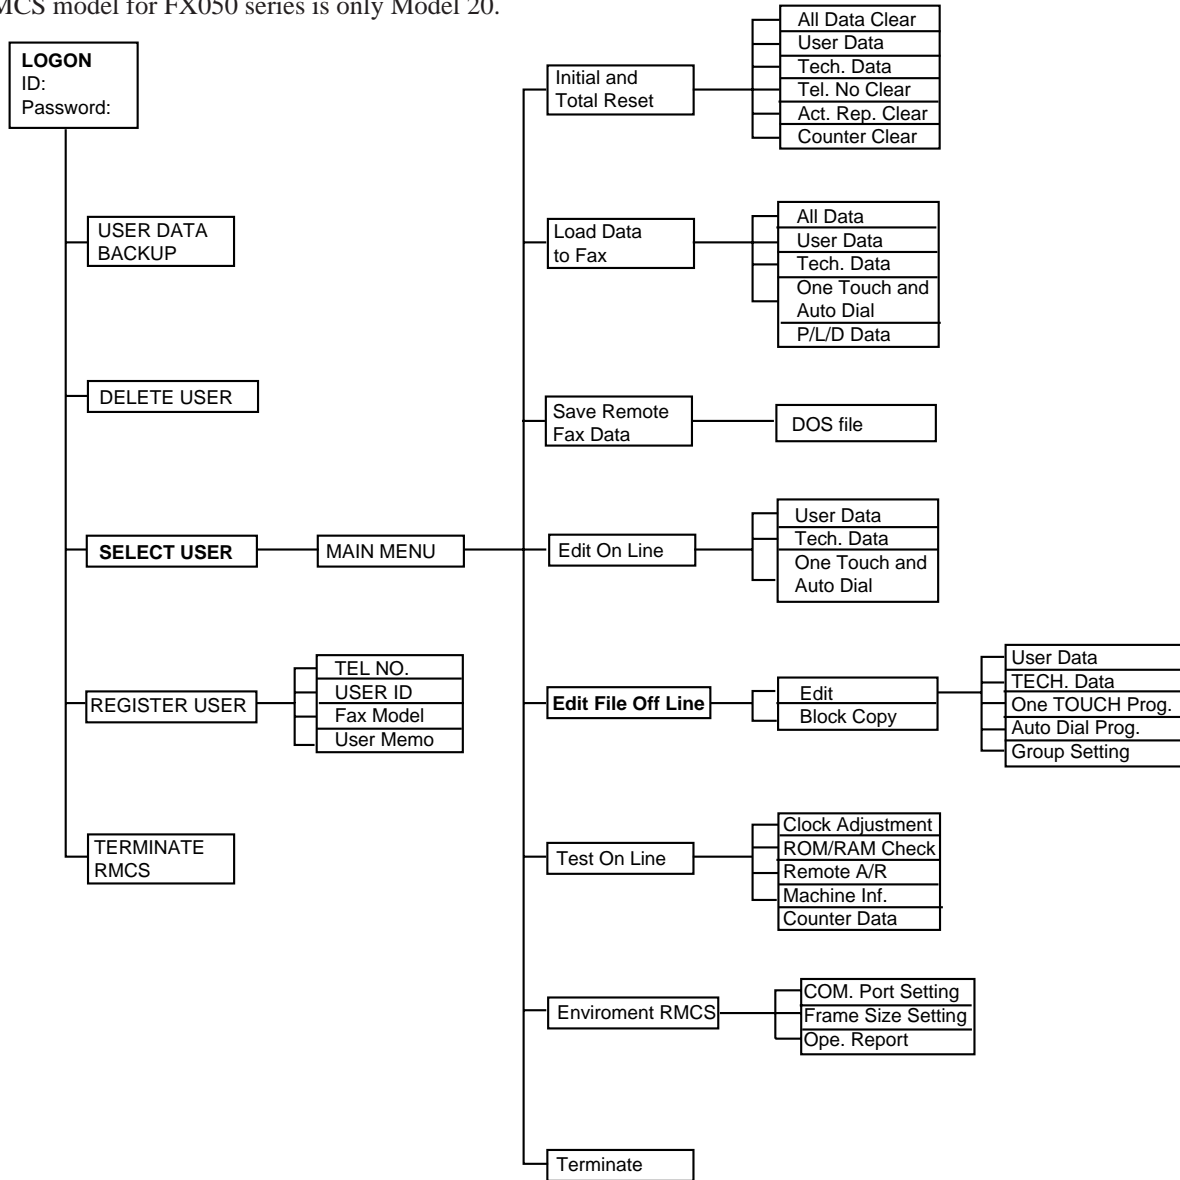 MCS model for FX050 series is only Model 20.
LOGON
ID:
Password:
USER DATA
BACKUP
DELETE USER
SELECT USER
MAIN MENU
REGISTER USER
TEL NO.
USER ID
Fax Model
User Memo
TERMINATE
RMCS
Initial and
Total Reset
All Data Clear
User Data
Tech. Data
Tel. No Clear
Act. Rep. Clear
Counter Clear
Load Data
to Fax
All Data
User Data
Tech. Data
One Touch and
Auto Dial
P/L/D Data
Save Remote
Fax Data
DOS file
Edit On Line
User Data
Tech. Data
One Touch and
Auto Dial
Edit File Off Line
Edit
Block Copy
User Data
TECH. Data
One TOUCH Prog.
Auto Dial Prog.
Group Setting
Test On Line
Clock Adjustment
ROM/RAM Check
Remote A/R
Machine Inf.
Counter Data
Enviroment RMCS
COM. Port Setting
Frame Size Setting
Ope. Report
Terminate